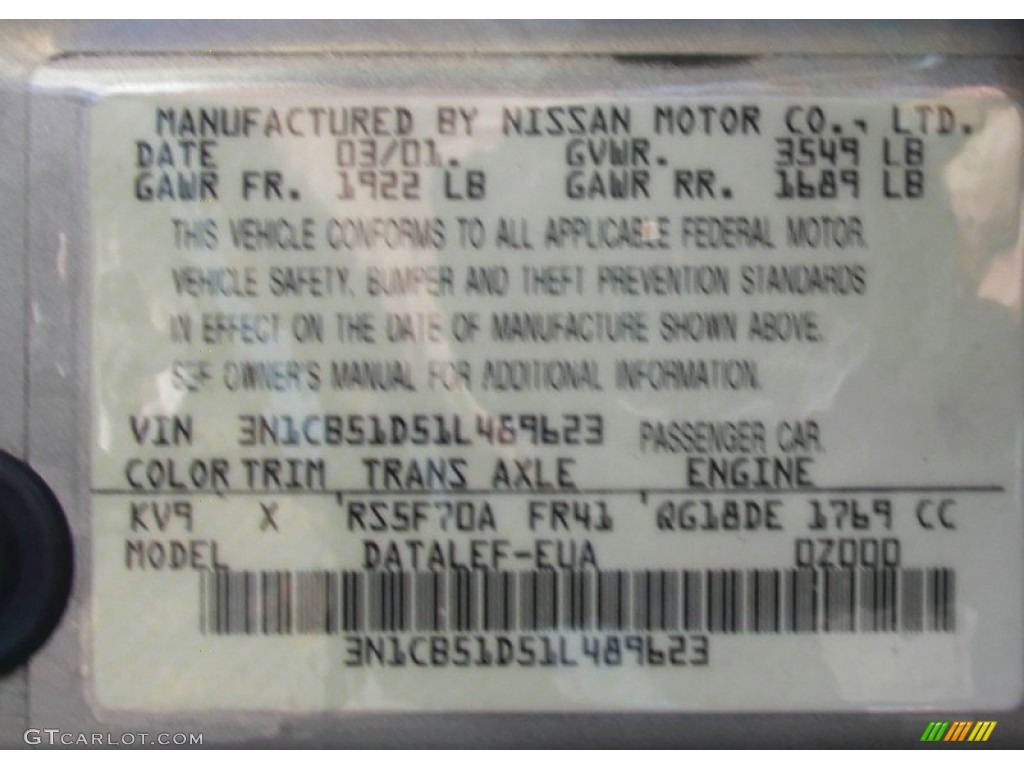 MANUFACTURED BY NISSAN MOTOR CO., LTD.
DATE 03/01. GVWR. 3549 LB
GAWR FR. 1922 LB GAWR RR. 1689 LB
THIS VEHICLE CONFORMS TO ALL APPLICABLE FEDERAL MOTOR
VEHICLE SAFETY, BUMPER AND THEFT PREVENTION STANDARDS
IN EFFECT ON THE DATE OF MANUFACTURE SHOWN ABOVE.
SEE OWNER'S MANUAL FOR ADDITIONAL INFORMATION.
VIN 3N1CB51D51L489623 PASSENGER CAR
COLOR TRIM TRANS AXLE ENGINE
KV9 X RS5F70A FR41 QG18DE 1769 CC
MODEL DATALEF-EUA 0Z000
3N1CB51D51L489623
GTCARLOT.COM